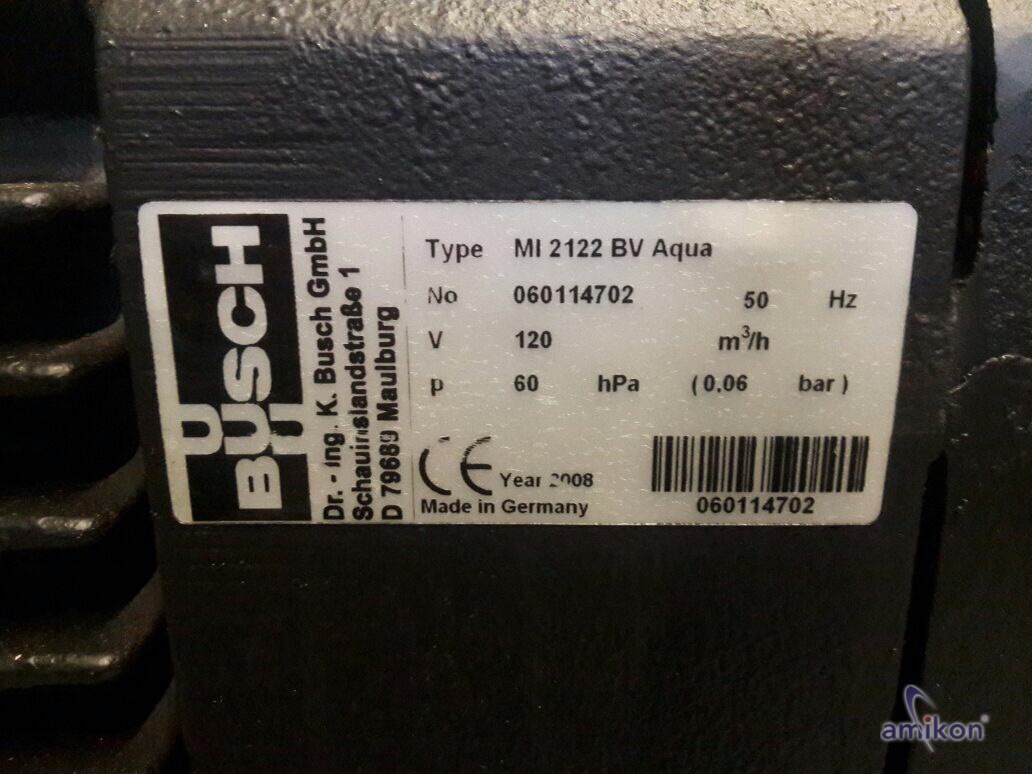 BUSCH
Dr. - Ing. K. Busch GmbH
Schauinslandstraße 1
D 79689 Maulburg
Type MI 2122 BV Aqua
No 060114702 50 Hz
V 120 m³/h
p 60 hPa ( 0,06 bar )
CE Year 2008
Made in Germany
060114702
amikon